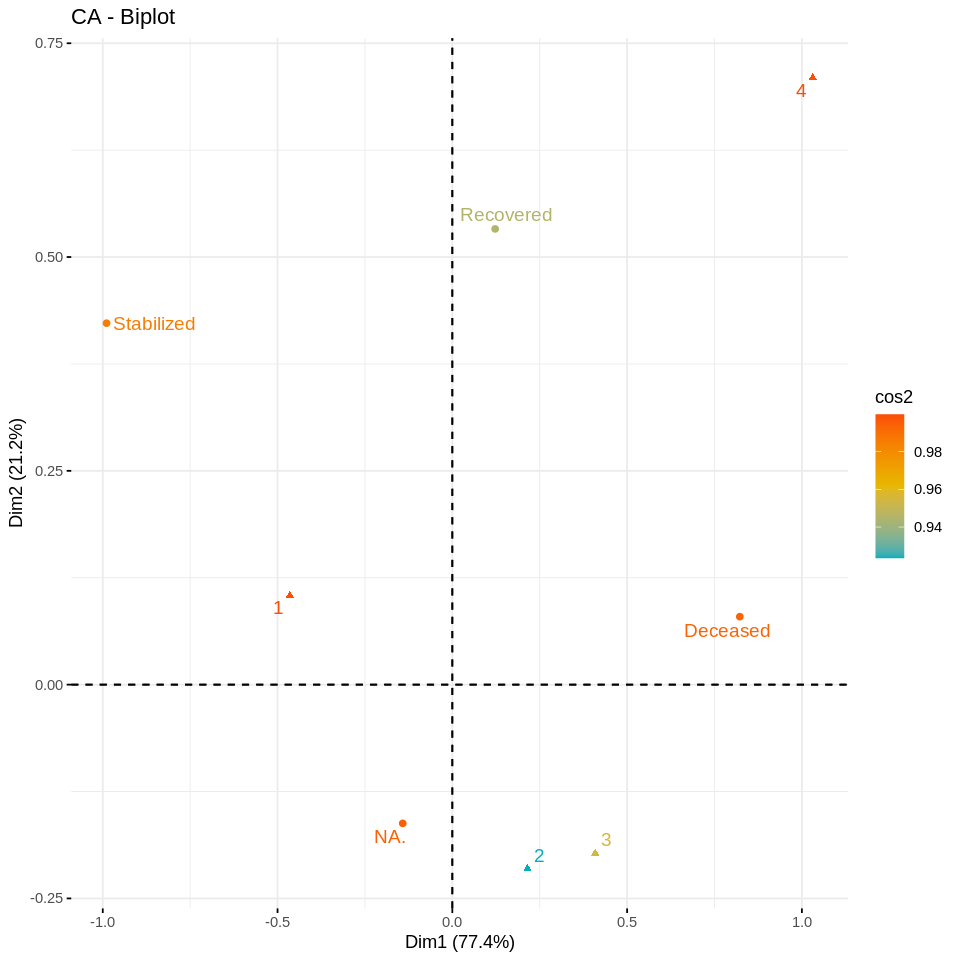 CA - Biplot
0.75
4
Recovered
0.50
Stabilized
cos2
0.98
0.96
0.94
Dim2 (21.2%)
0.25
1
Deceased
0.00
NA.
3
2
-0.25
-1.0 -0.5 0.0 0.5 1.0
Dim1 (77.4%)